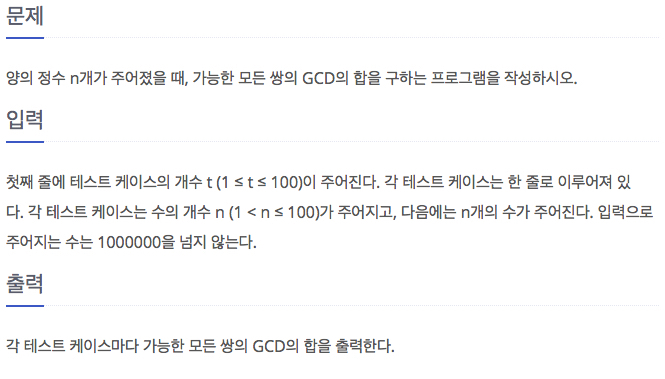 문제
양의 정수 n개가 주어졌을 때, 가능한 모든 쌍의 GCD의 합을 구하는 프로그램을 작성하시오.
입력
첫째 줄에 테스트 케이스의 개수 t (1 ≤ t ≤ 100)이 주어진다. 각 테스트 케이스는 한 줄로 이루어져 있
다. 각 테스트 케이스는 수의 개수 n (1 < n ≤ 100)가 주어지고, 다음에는 n개의 수가 주어진다. 입력으로
주어지는 수는 1000000을 넘지 않는다.
출력
각 테스트 케이스마다 가능한 모든 쌍의 GCD의 합을 출력한다.